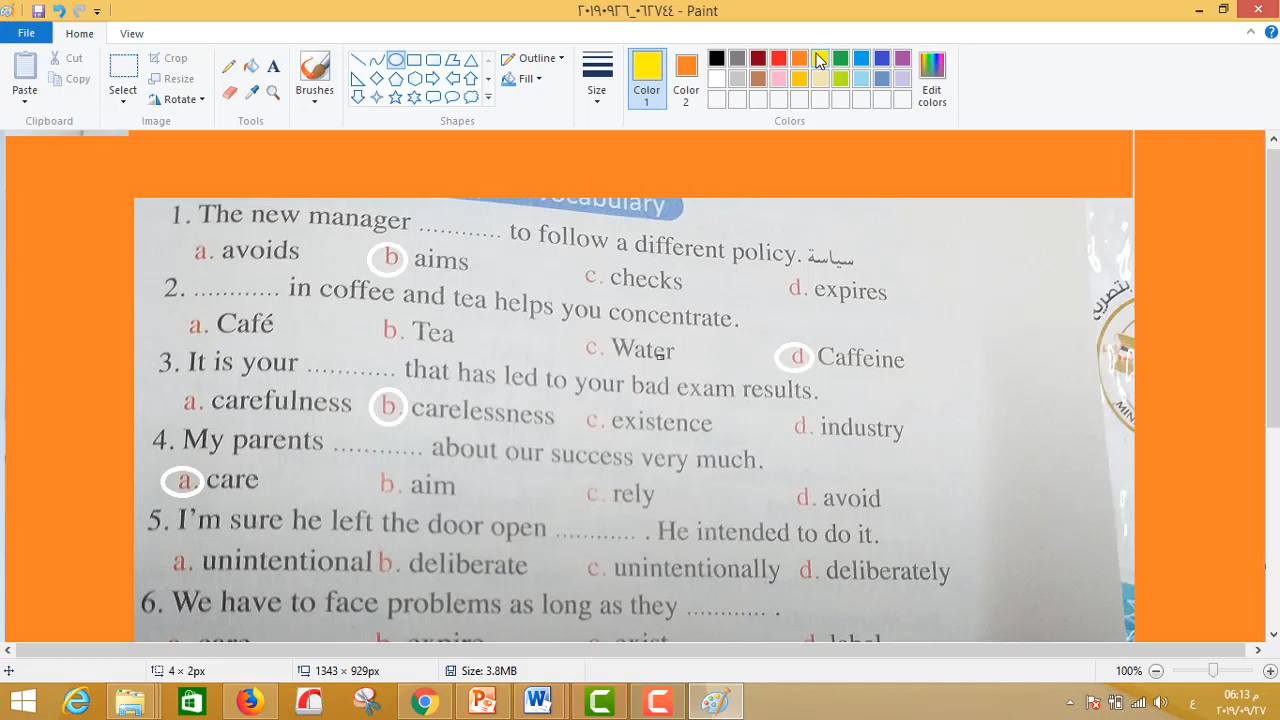 ٢٠١٩٠٩٢٦_٠٦٢٧٤٤ - Paint
File Home View
Paste Cut Copy Select Crop Resize Rotate Brushes Outline Fill Size Color 1 Color 2 Edit colors
Clipboard Image Tools Shapes Colors
Vocabulary
1. The new manager ............ to follow a different policy. سياسة
a. avoids b aims c. checks d. expires
2. ............ in coffee and tea helps you concentrate.
a. Café b. Tea c. Water d Caffeine
3. It is your ............ that has led to your bad exam results.
a. carefulness b. carelessness c. existence d. industry
4. My parents ............ about our success very much.
a. care b. aim c. rely d. avoid
5. I'm sure he left the door open ............ . He intended to do it.
a. unintentional b. deliberate c. unintentionally d. deliberately
6. We have to face problems as long as they ............ .
a. care b. expire c. exist d. label
4 × 2px 1343 × 929px Size: 3.8MB 100%
ع 06:13 م
٢٠١٩/٠٩/٢٧